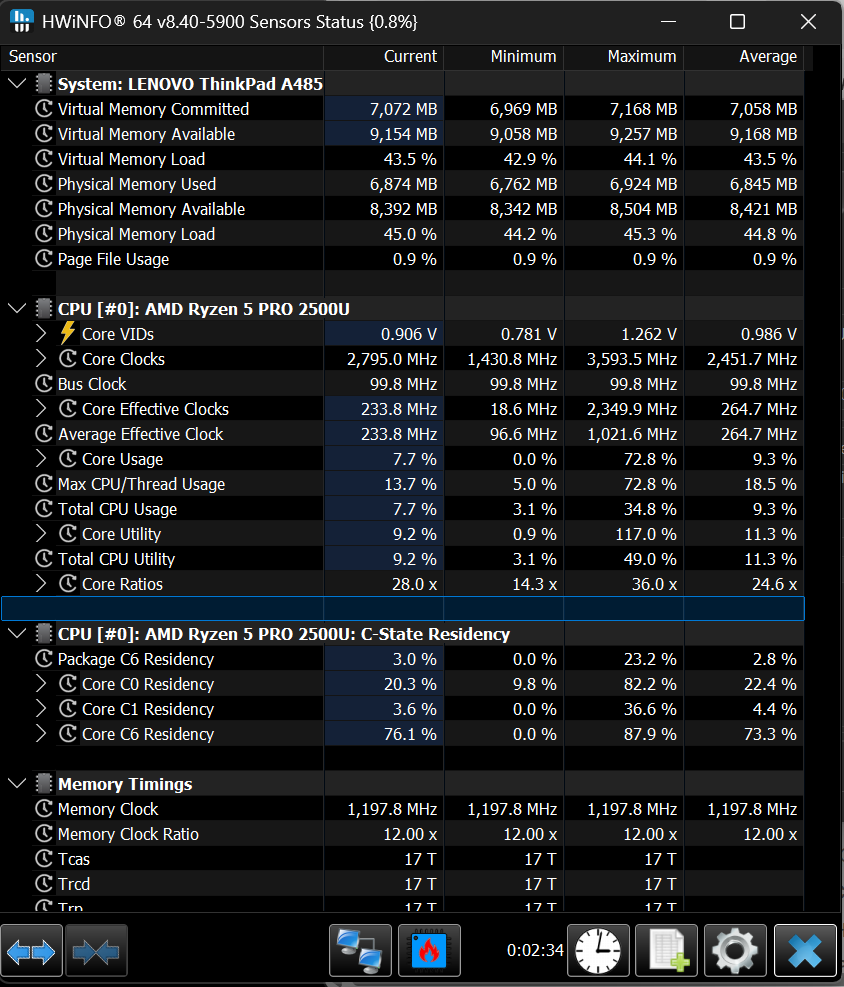 HWiNFO® 64 v8.40-5900 Sensors Status {0.8%}
Sensor Current Minimum Maximum Average
System: LENOVO ThinkPad A485
Virtual Memory Committed 7,072 MB 6,969 MB 7,168 MB 7,058 MB
Virtual Memory Available 9,154 MB 9,058 MB 9,257 MB 9,168 MB
Virtual Memory Load 43.5 % 42.9 % 44.1 % 43.5 %
Physical Memory Used 6,874 MB 6,762 MB 6,924 MB 6,845 MB
Physical Memory Available 8,392 MB 8,342 MB 8,504 MB 8,421 MB
Physical Memory Load 45.0 % 44.2 % 45.3 % 44.8 %
Page File Usage 0.9 % 0.9 % 0.9 % 0.9 %
CPU [#0]: AMD Ryzen 5 PRO 2500U
Core VIDs 0.906 V 0.781 V 1.262 V 0.986 V
Core Clocks 2,795.0 MHz 1,430.8 MHz 3,593.5 MHz 2,451.7 MHz
Bus Clock 99.8 MHz 99.8 MHz 99.8 MHz 99.8 MHz
Core Effective Clocks 233.8 MHz 18.6 MHz 2,349.9 MHz 264.7 MHz
Average Effective Clock 233.8 MHz 96.6 MHz 1,021.6 MHz 264.7 MHz
Core Usage 7.7 % 0.0 % 72.8 % 9.3 %
Max CPU/Thread Usage 13.7 % 5.0 % 72.8 % 18.5 %
Total CPU Usage 7.7 % 3.1 % 34.8 % 9.3 %
Core Utility 9.2 % 0.9 % 117.0 % 11.3 %
Total CPU Utility 9.2 % 3.1 % 49.0 % 11.3 %
Core Ratios 28.0 x 14.3 x 36.0 x 24.6 x
CPU [#0]: AMD Ryzen 5 PRO 2500U: C-State Residency
Package C6 Residency 3.0 % 0.0 % 23.2 % 2.8 %
Core C0 Residency 20.3 % 9.8 % 82.2 % 22.4 %
Core C1 Residency 3.6 % 0.0 % 36.6 % 4.4 %
Core C6 Residency 76.1 % 0.0 % 87.9 % 73.3 %
Memory Timings
Memory Clock 1,197.8 MHz 1,197.8 MHz 1,197.8 MHz 1,197.8 MHz
Memory Clock Ratio 12.00 x 12.00 x 12.00 x 12.00 x
Tcas 17 T 17 T 17 T
Trcd 17 T 17 T 17 T
Trp 17 T 17 T 17 T
0:02:34